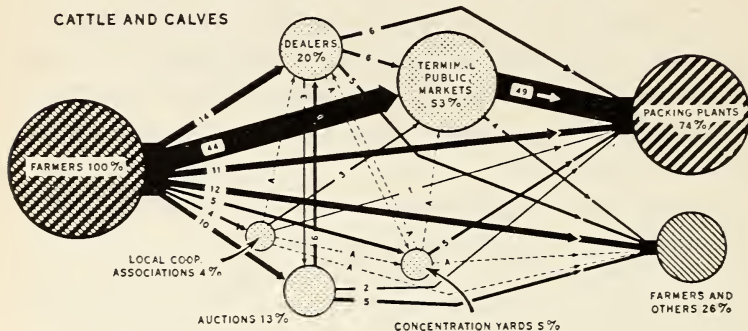 CATTLE AND CALVES
DEALERS
20%
TERMINAL
PUBLIC
MARKETS
53%
PACKING PLANTS
74%
FARMERS 100%
LOCAL COOP.
ASSOCIATIONS 4%
AUCTIONS 13%
CONCENTRATION YARDS 5%
FARMERS AND
OTHERS 26%
6
6
5
14
44
49
11
12
5
4
10
3
3
6
5
2
5
A
A
A
A
A
A
A